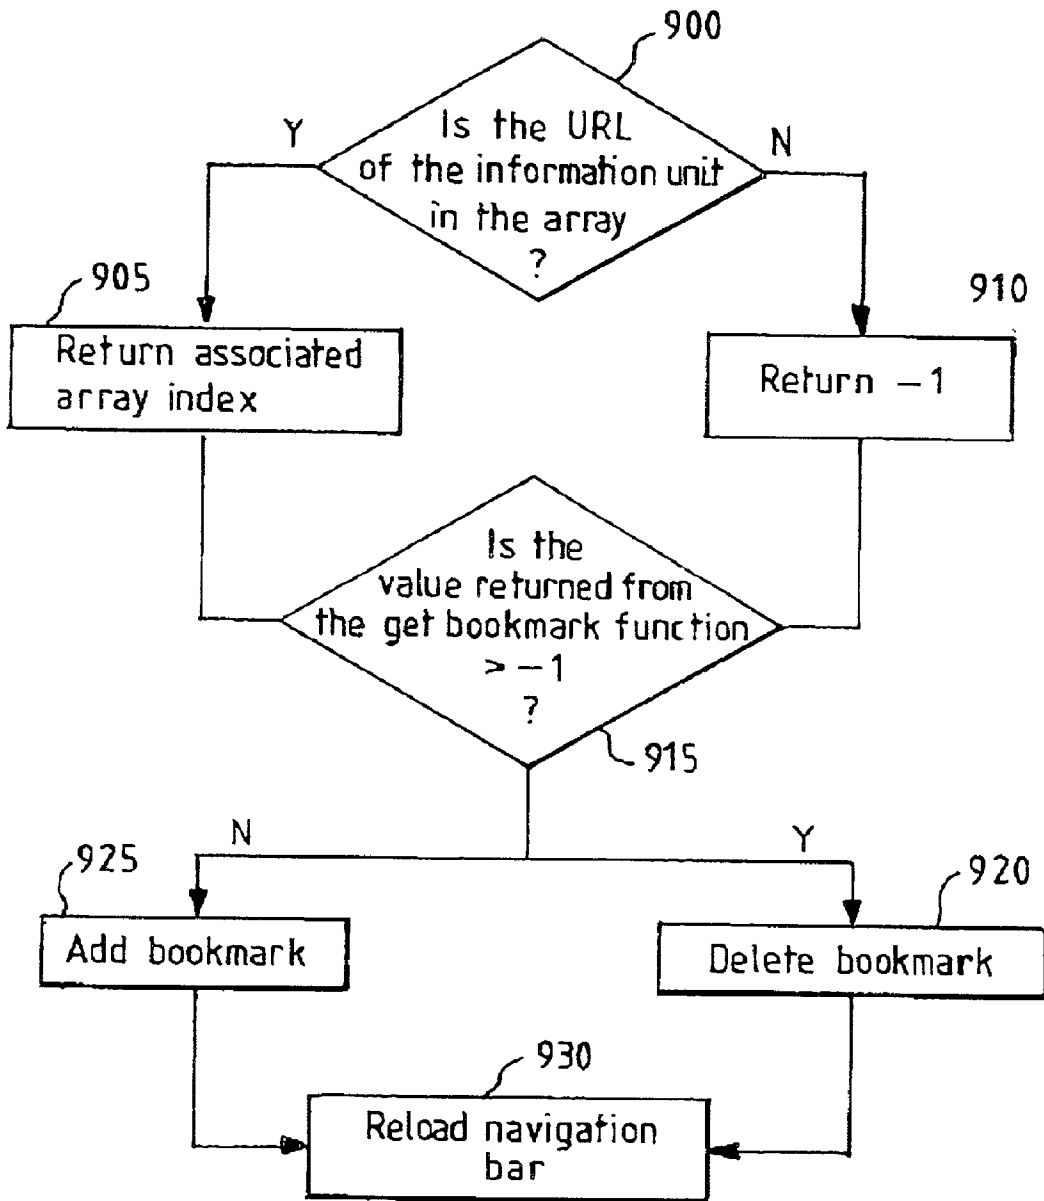 900
Is the URL
of the information unit
in the array
?
Y
N
905
Return associated
array index
910
Return -1
Is the
value returned from
the get bookmark function
> -1
?
915
N
Y
925
Add bookmark
920
Delete bookmark
930
Reload navigation
bar